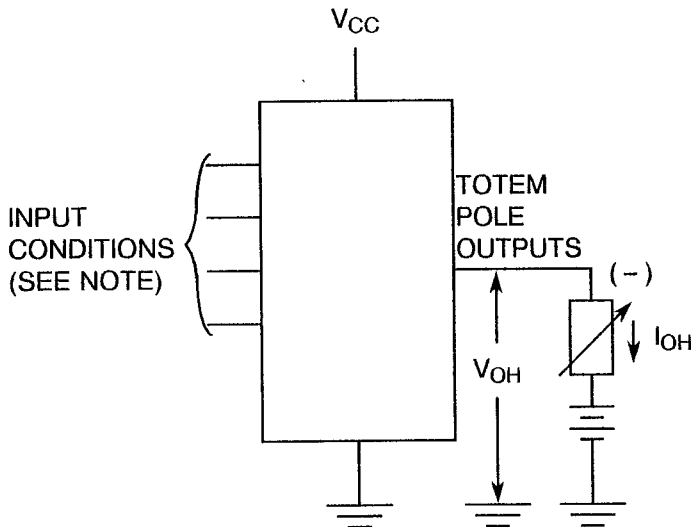 VCC
INPUT
CONDITIONS
(SEE NOTE)
TOTEM
POLE
OUTPUTS
(-)
IOH
VOH